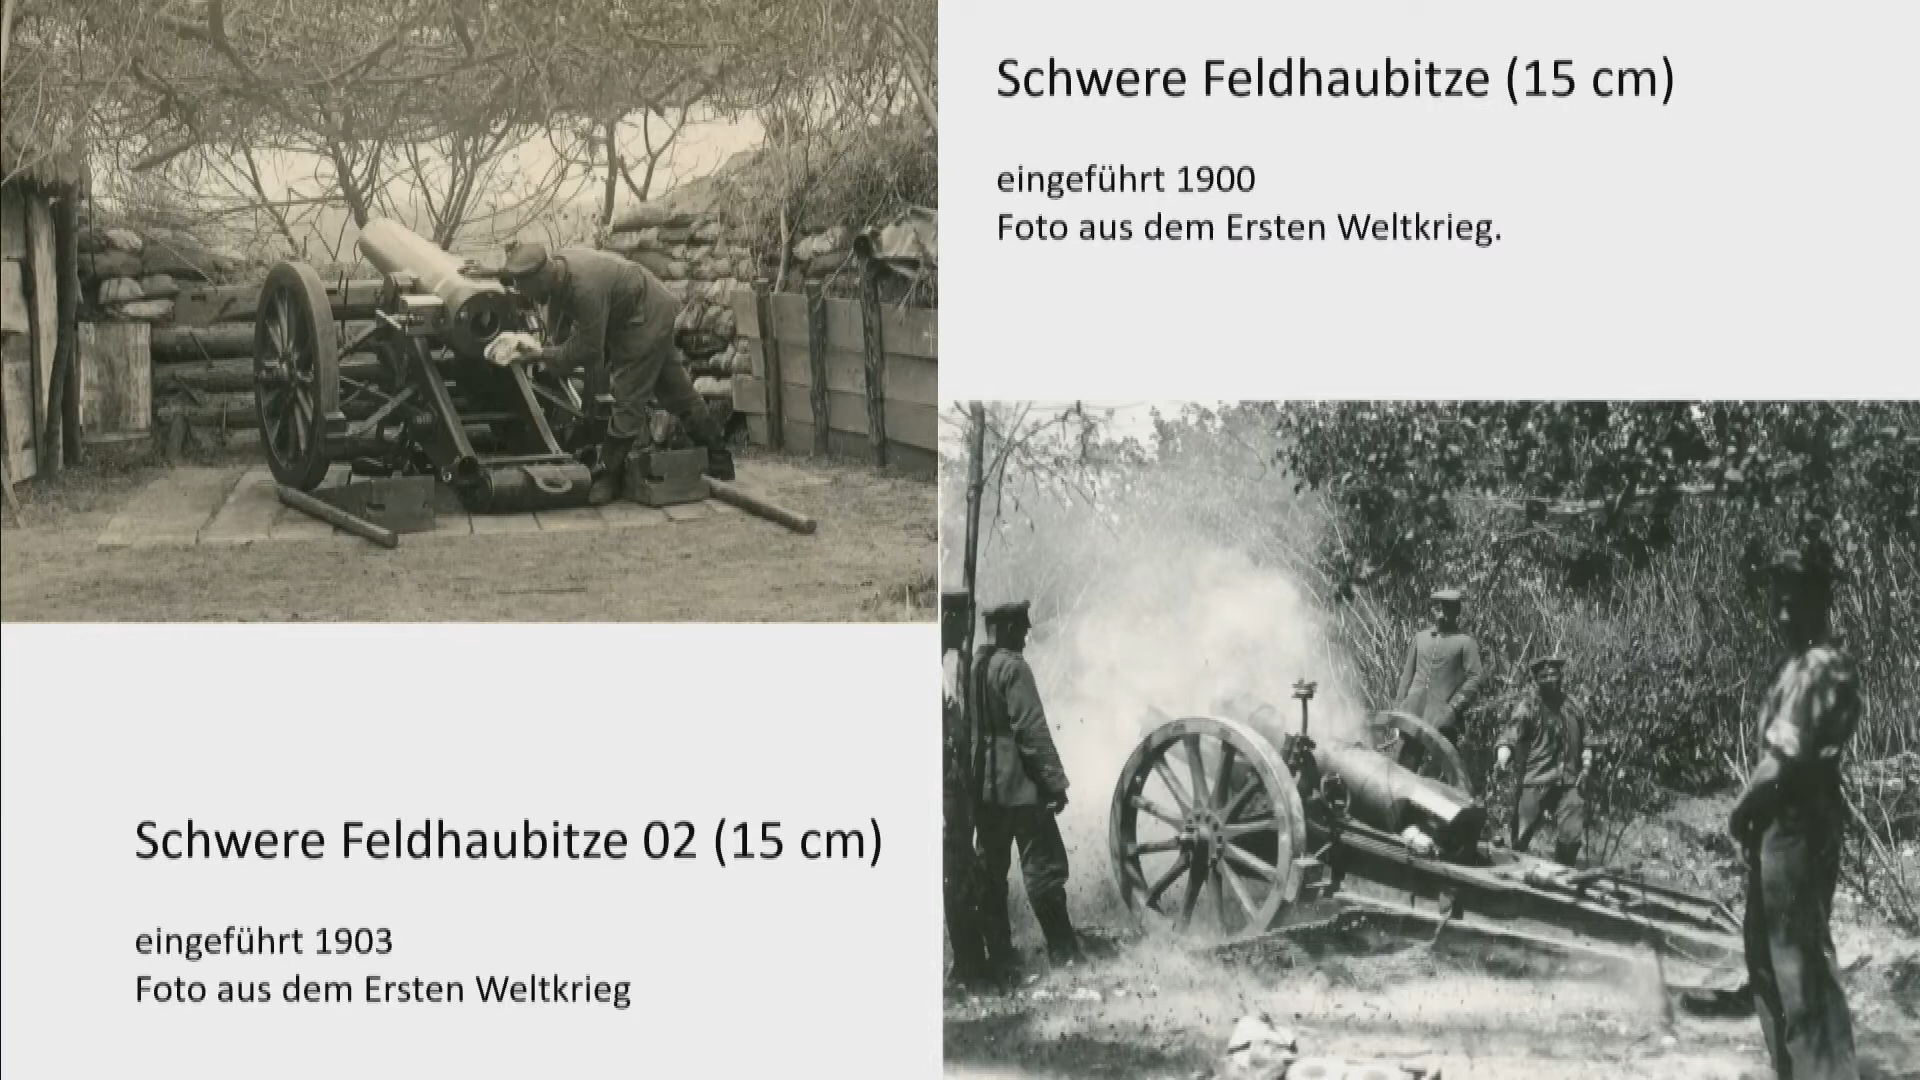 Schwere Feldhaubitze (15 cm)
eingeführt 1900
Foto aus dem Ersten Weltkrieg.
Schwere Feldhaubitze 02 (15 cm)
eingeführt 1903
Foto aus dem Ersten Weltkrieg